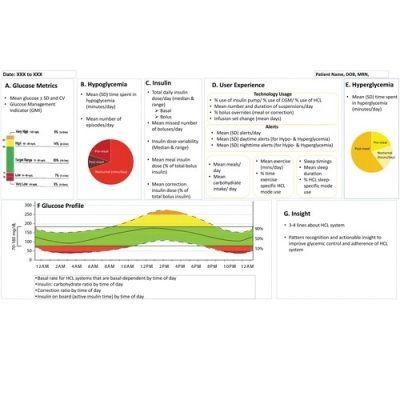 Date: XXX to XXX
Patient Name, DOB, MRN,
A. Glucose Metrics
• Mean glucose ± SD and CV
• Glucose Management
Indicator (GMI)
Very High
High
Target Range
Low
Very Low
B. Hypoglycemia
• Mean (SD) time spent in
hypoglycemia
(minutes/day)
• Mean number of
episodes/day
Pre-meal
Post-meal
Nocturnal (mins/day)
C. Insulin
• Total daily insulin
dose/day (median &
range)
➢ Basal
➢ Bolus
• Mean missed number
of boluses/day
• Insulin dose variability
(Median & range)
• Mean meal insulin
dose (% of total bolus
insulin)
• Mean correction
insulin dose (% of
total bolus insulin)
D. User Experience
Technology Usage
• % use of insulin pump/ % use of CGM/ % use of HCL
• Mean number and duration of suspensions/day
• % bolus overrides (meal or correction)
• Infusion set change (mean days)
Alerts
• Mean (SD) alerts/day
• Mean (SD) daytime alerts (for Hypo- & Hyperglycemia)
• Mean (SD) nighttime alerts (for Hypo- & Hyperglycemia)
• Mean meals/
day
• Mean
carbohydrate
intake/ day
• Mean exercise
(mins/day)
• % time
exercise
specific HCL
mode use
• Sleep timings
• Mean sleep
duration
• % HCL sleep-
specific mode
use
E. Hyperglycemia
• Mean (SD) time spent in
hyperglycemia
(minutes/day)
Pre-meal
Post-meal
Nocturnal (mins/day)
F Glucose Profile
300
250
200
150
100
50
0
70-180 mg/dL
90%
50%
10%
12AM 2AM 4AM 6AM 8AM 10AM 12PM 2PM 4PM 6PM 8PM 10PM 12AM
•Basal rate for HCL systems that are basal-dependent by time of day
•Insulin: carbohydrate ratio by time of day
•Correction ratio by time of day
•Insulin on board (active insulin time) by time of day
G. Insight
• 3-4 lines about HCL system
• Pattern recognition and actionable insight to
improve glycemic control and adherence of HCL
system